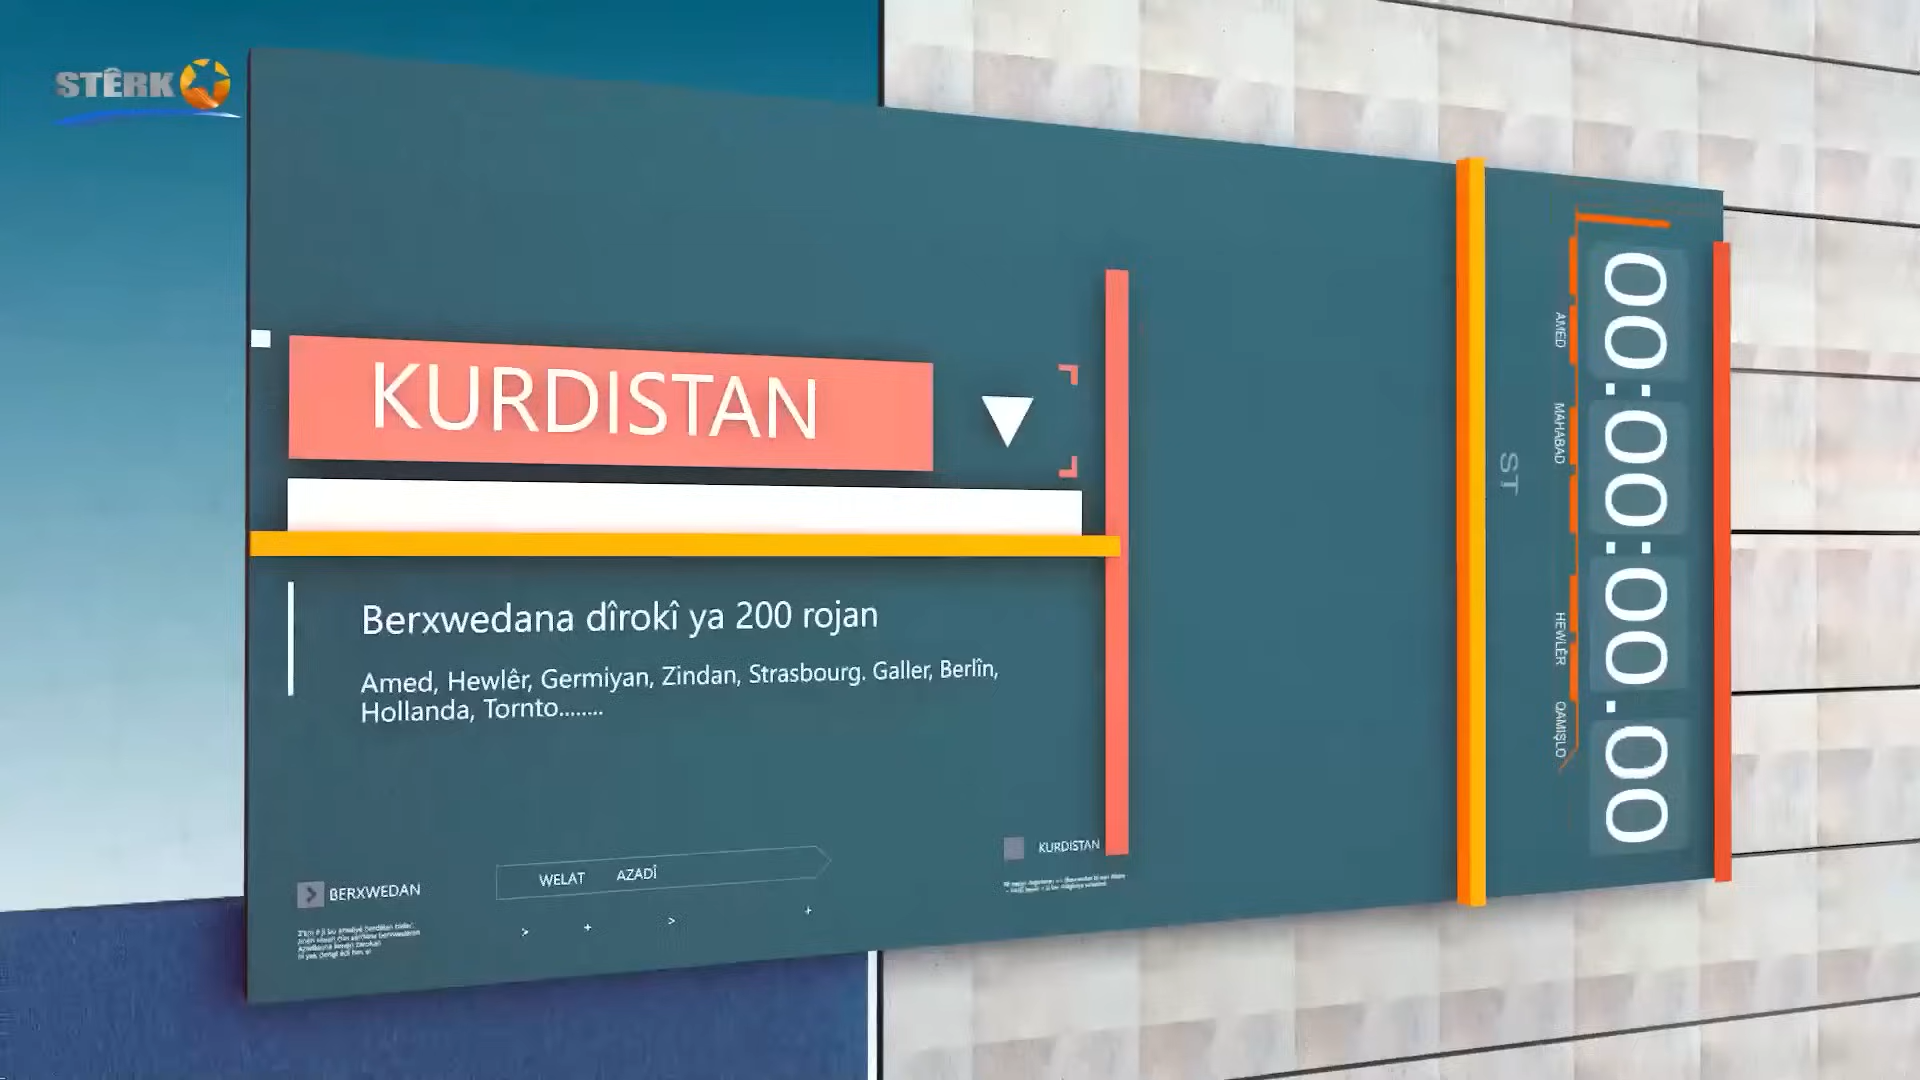 STÊRK
KURDISTAN
Berxwedana dîrokî ya 200 rojan
Amed, Hewlêr, Germiyan, Zindan, Strasbourg. Galler, Berlîn,
Hollanda, Tornto........
BERXWEDAN
WELAT AZADÎ
KURDISTAN
ST
AMED
MAHABAD
HEWLÊR
QAMIŞLO
00:00:00.00